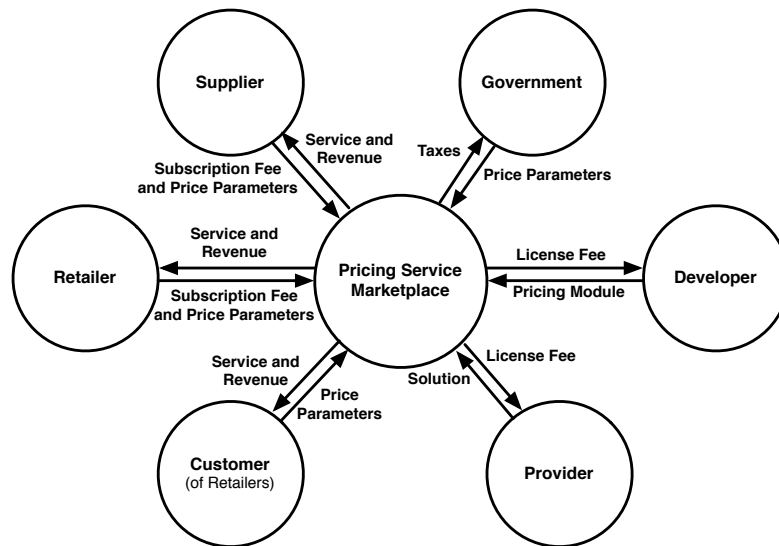 Supplier
Government
Service and
Revenue
Taxes
Subscription Fee
and Price Parameters
Price Parameters
Service and
Revenue
Retailer
Subscription Fee
and Price Parameters
Pricing Service
Marketplace
License Fee
Pricing Module
Developer
Service and
Revenue
Price
Parameters
Solution
License Fee
Customer
(of Retailers)
Provider